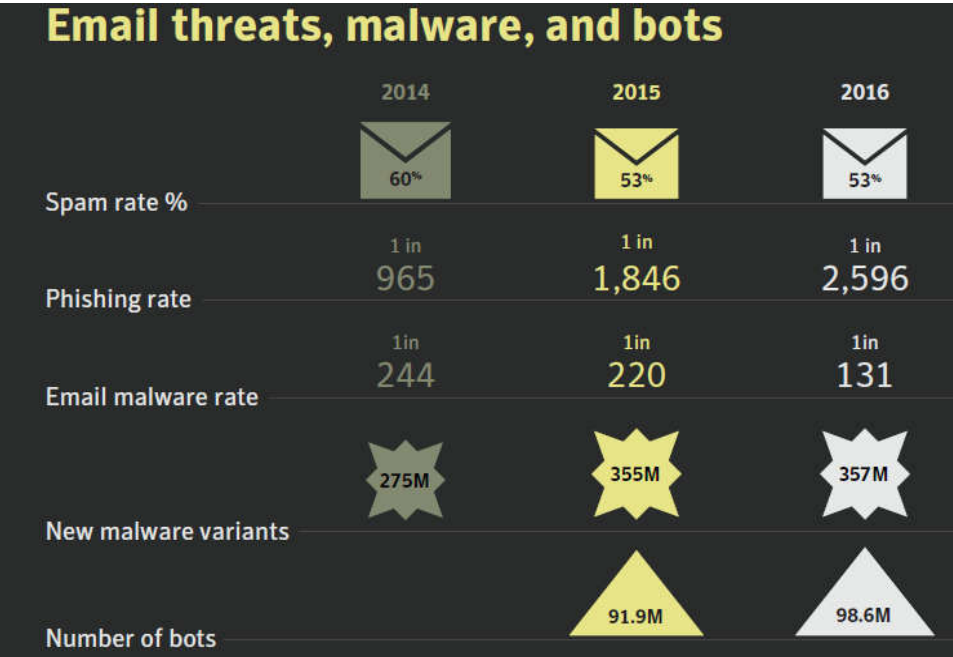 Email threats, malware, and bots
2014 2015 2016
60% 53% 53%
Spam rate %
1 in 1 in 1 in
965 1,846 2,596
Phishing rate
1in 1in 1in
244 220 131
Email malware rate
275M 355M 357M
New malware variants
91.9M 98.6M
Number of bots